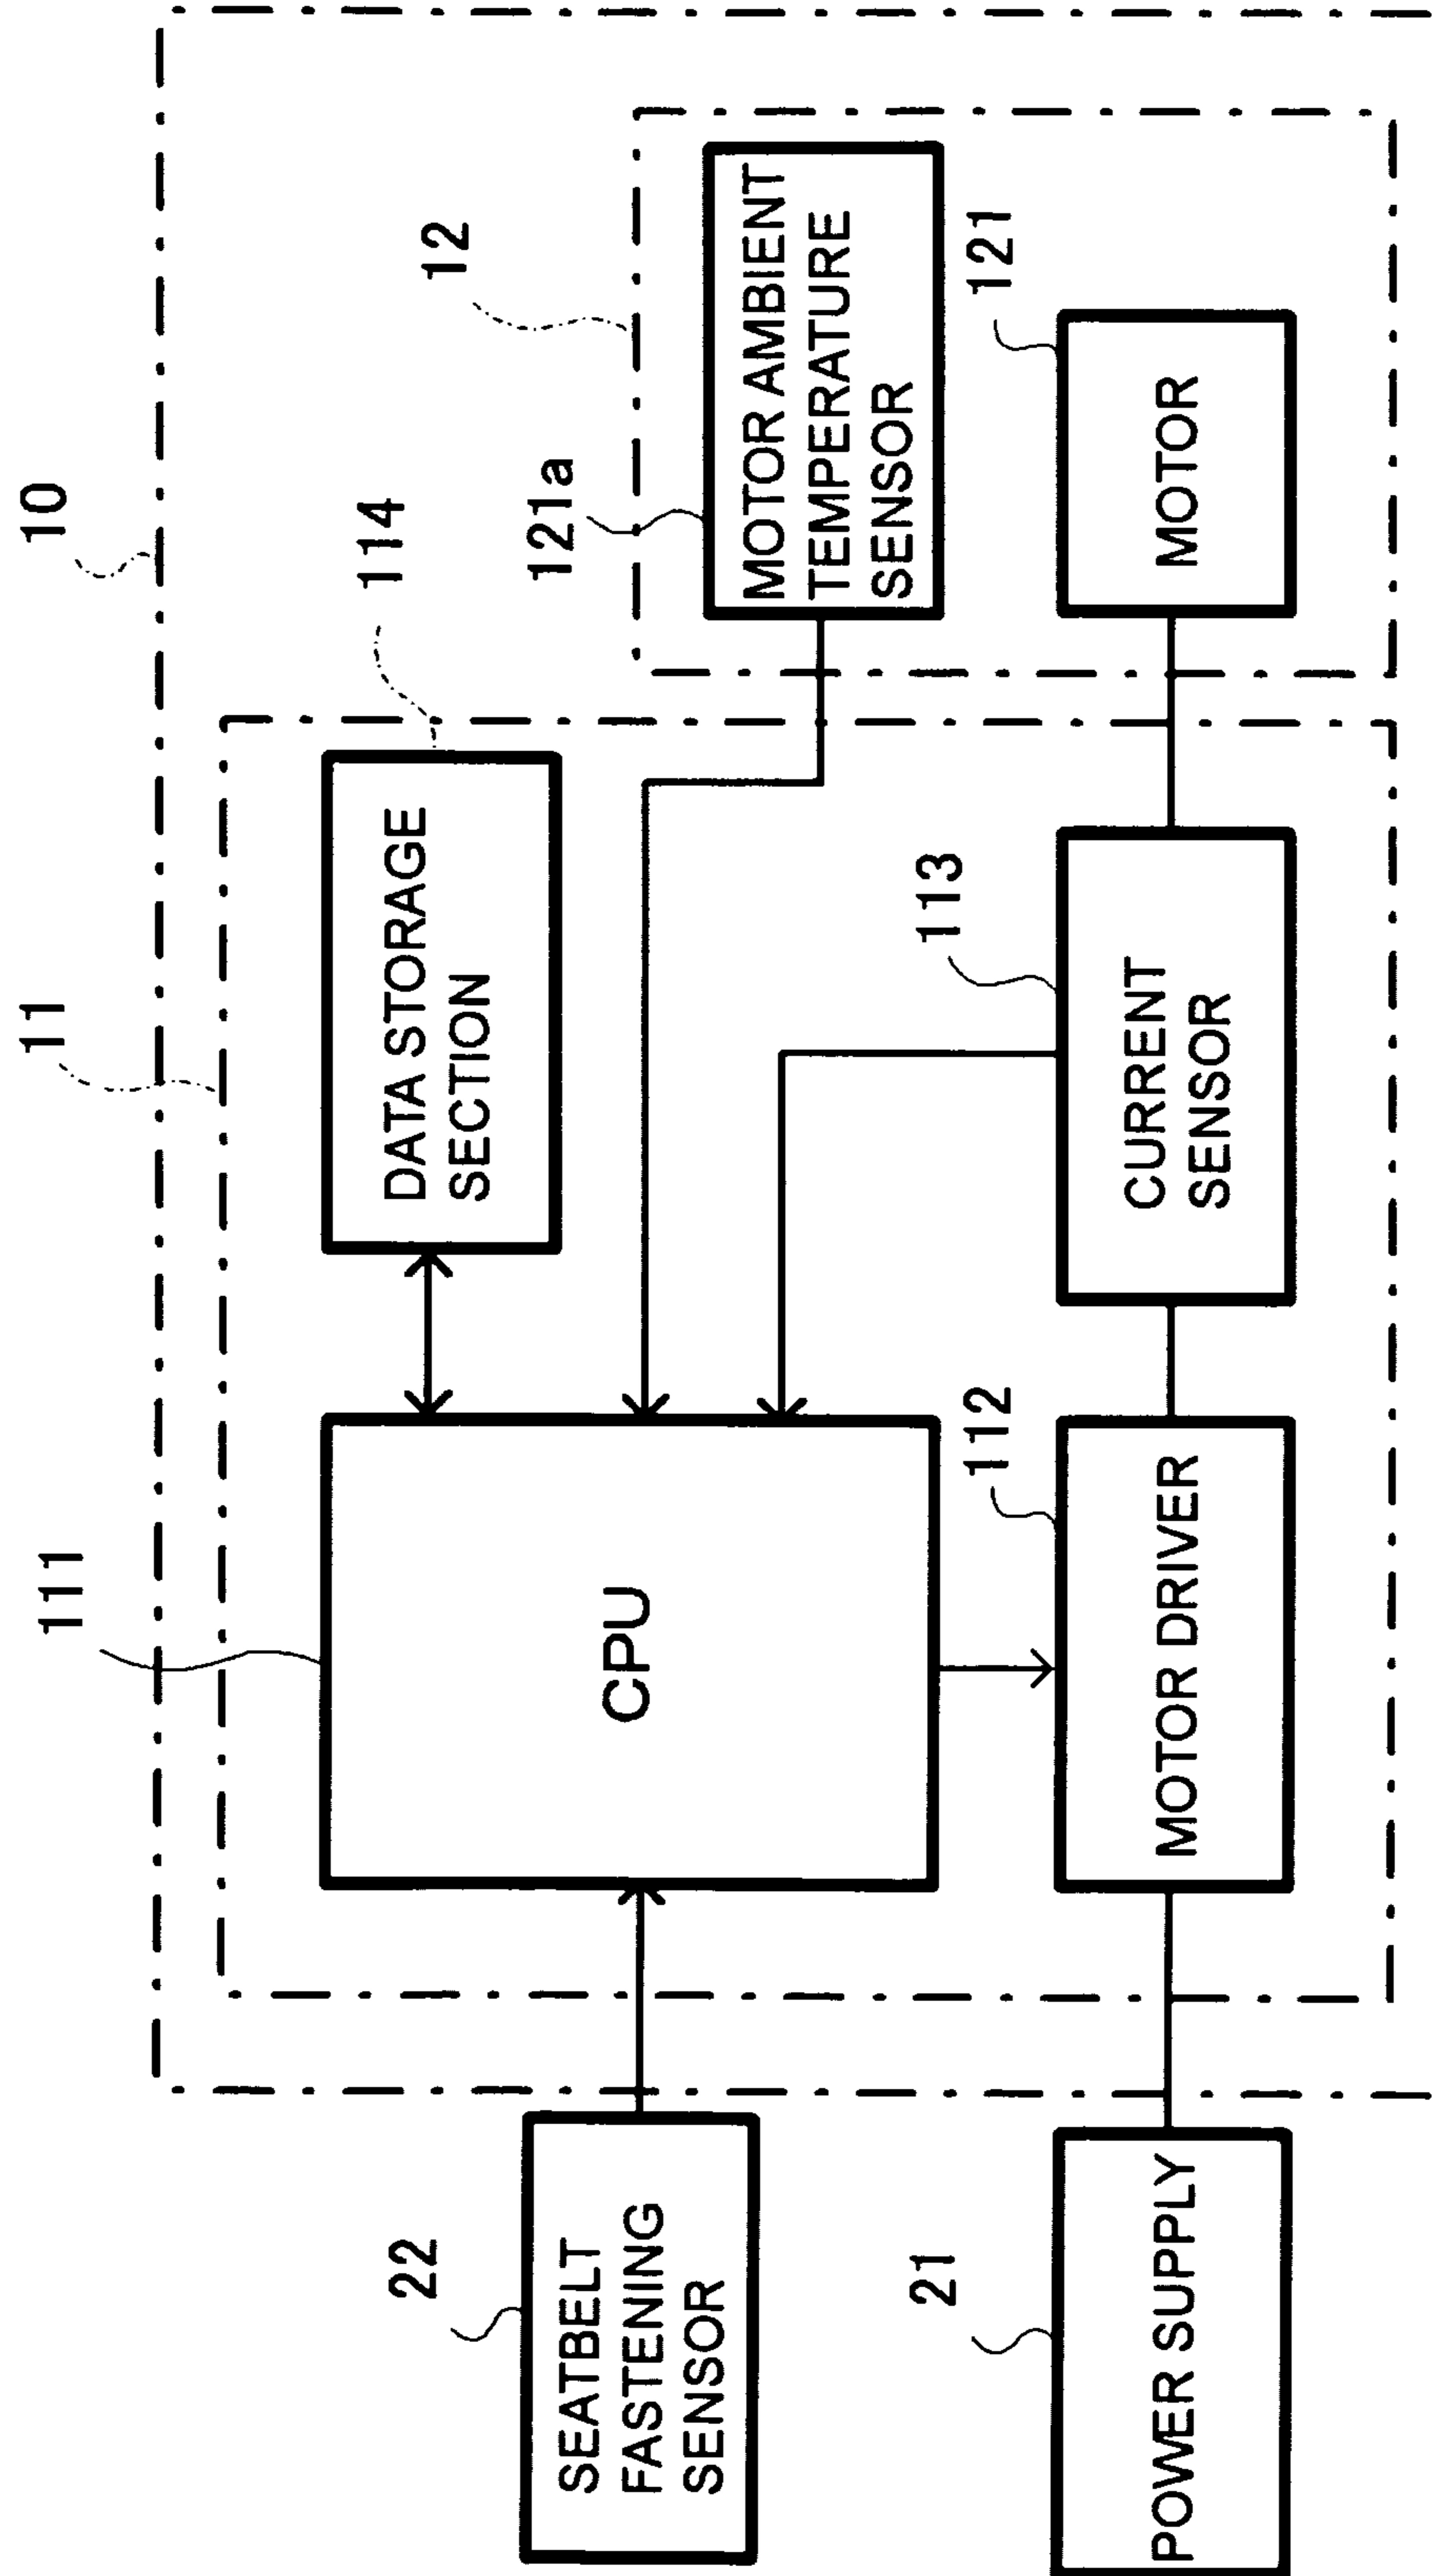 10
11
111
12
114
121a
MOTOR AMBIENT
TEMPERATURE
SENSOR
DATA STORAGE
SECTION
22
SEATBELT
FASTENING
SENSOR
CPU
113
121
21
POWER SUPPLY
112
MOTOR DRIVER
CURRENT
SENSOR
MOTOR